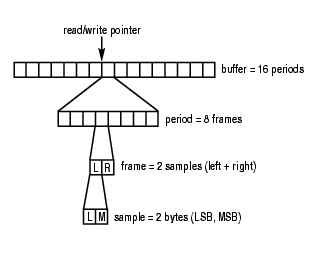 read/write pointer
buffer = 16 periods
period = 8 frames
L R
frame = 2 samples (left + right)
L M
sample = 2 bytes (LSB, MSB)